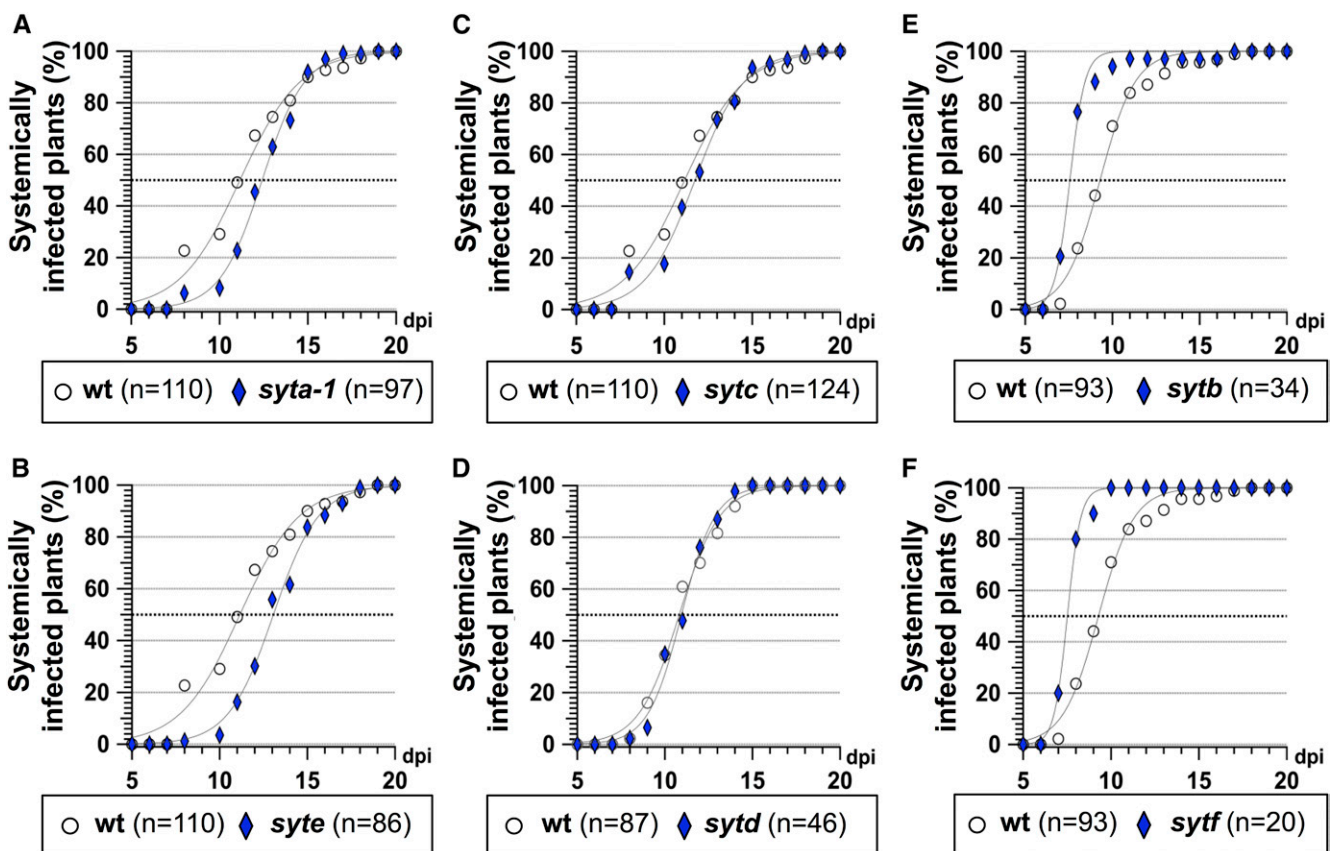 A
Systemically
infected plants (%)
100
80
60
40
20
0
5
10
15
20
dpi
wt (n=110) syta-1 (n=97)
C
Systemically
infected plants (%)
100
80
60
40
20
0
5
10
15
20
dpi
wt (n=110) sytc (n=124)
E
Systemically
infected plants (%)
100
80
60
40
20
0
5
10
15
20
dpi
wt (n=93) sytb (n=34)
B
Systemically
infected plants (%)
100
80
60
40
20
0
5
10
15
20
dpi
wt (n=110) syte (n=86)
D
Systemically
infected plants (%)
100
80
60
40
20
0
5
10
15
20
dpi
wt (n=87) sytd (n=46)
F
Systemically
infected plants (%)
100
80
60
40
20
0
5
10
15
20
dpi
wt (n=93) sytf (n=20)